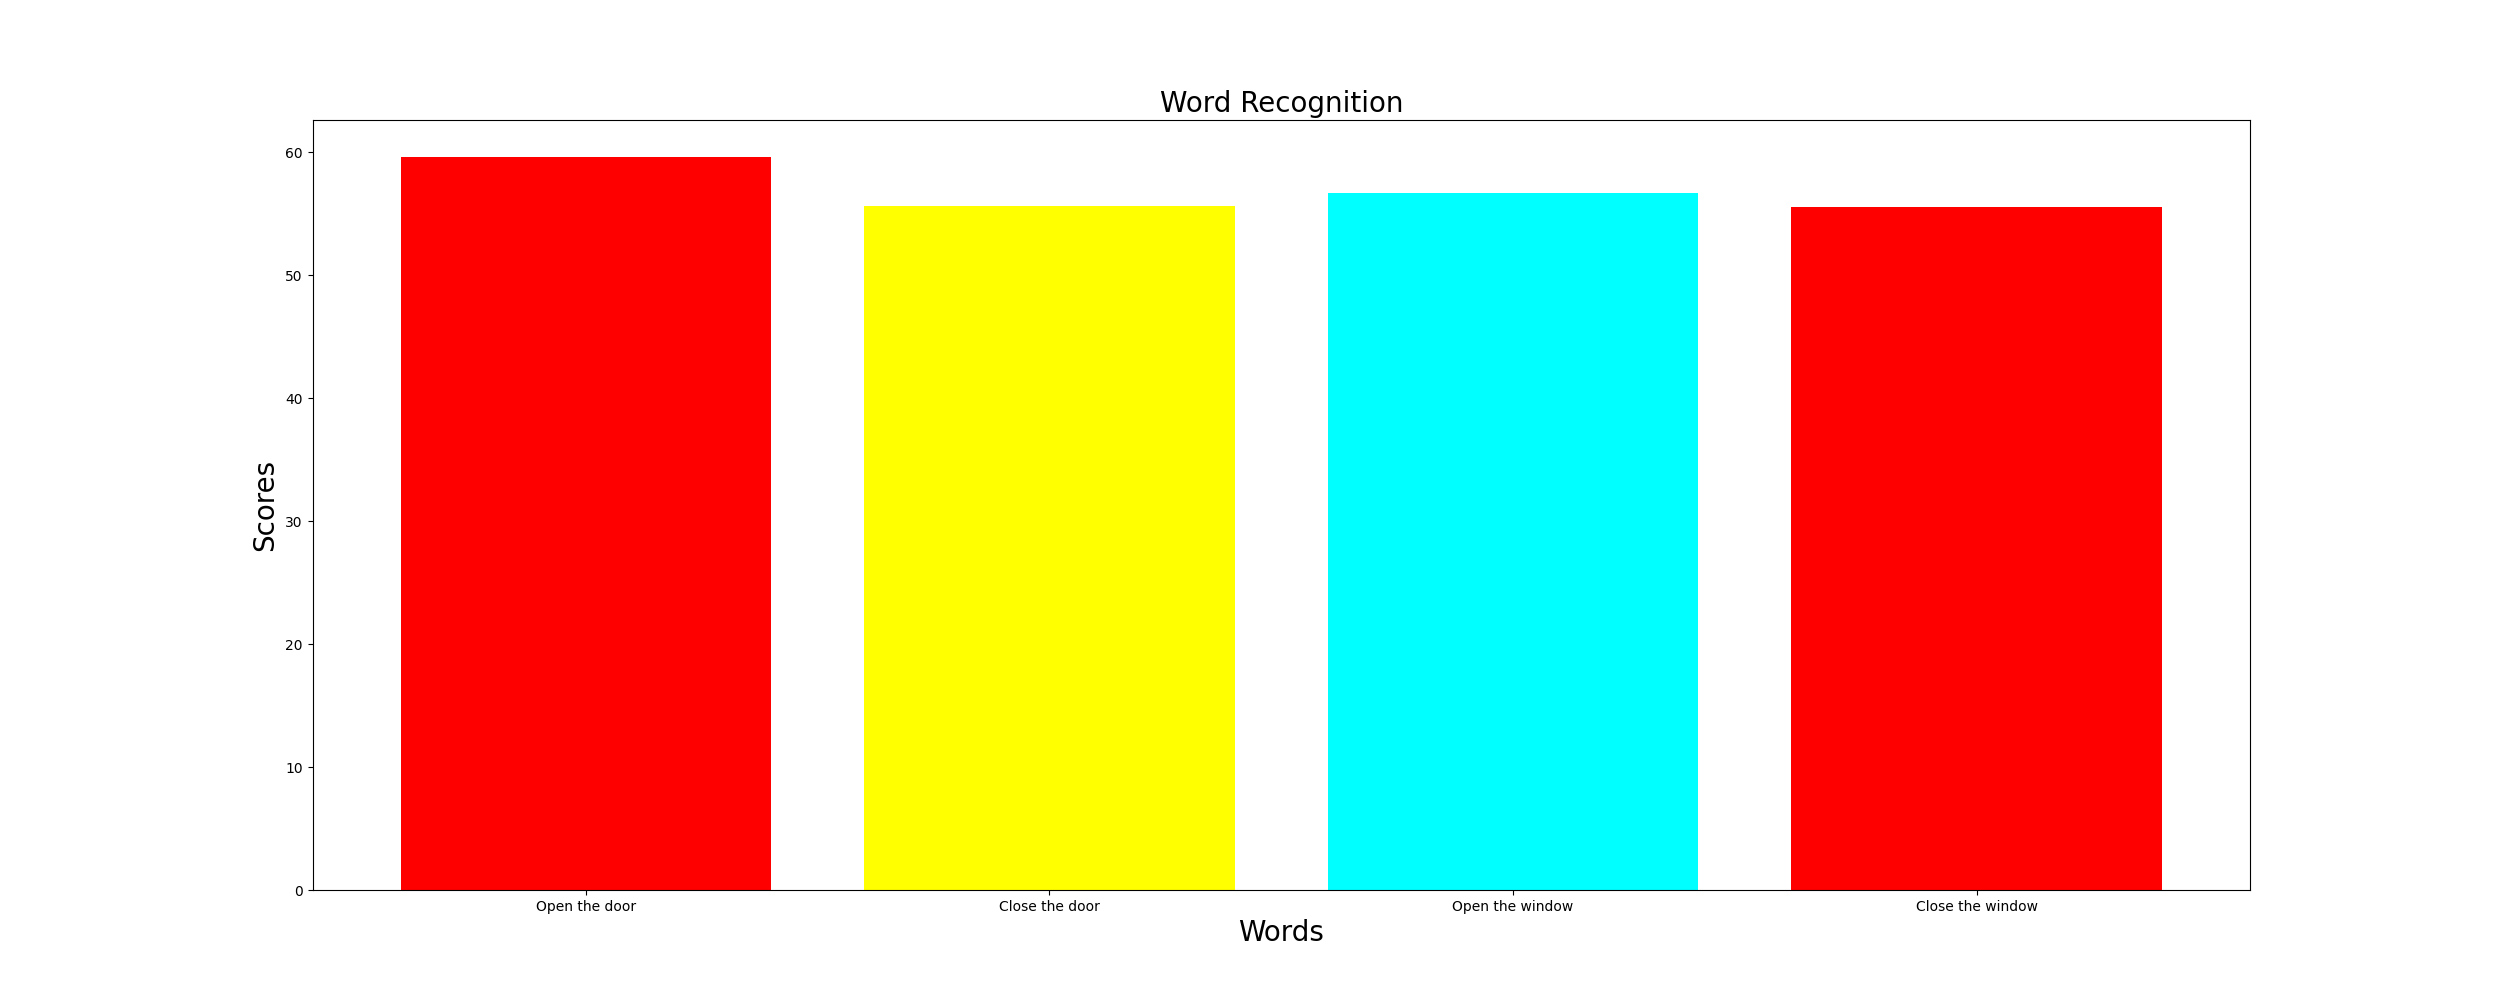 Word Recognition
60
50
40
30
20
10
0
Scores
Open the door
Close the door
Open the window
Close the window
Words